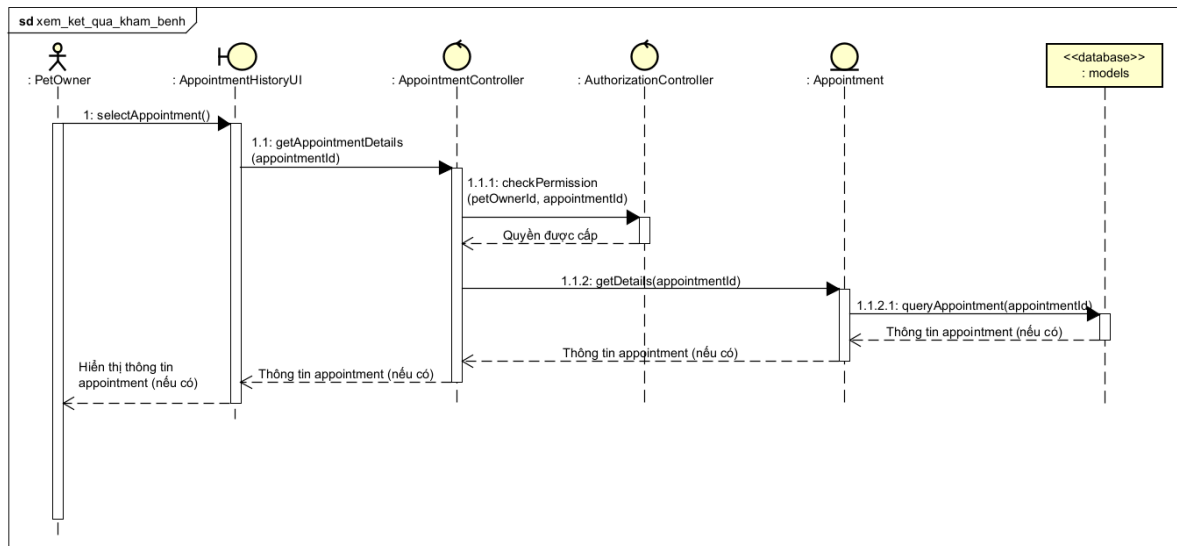 sd xem_ket_qua_kham_benh
: PetOwner
: AppointmentHistoryUI
: AppointmentController
: AuthorizationController
: Appointment
<<database>>
: models
1: selectAppointment()
1.1: getAppointmentDetails
(appointmentId)
1.1.1: checkPermission
(petOwnerId, appointmentId)
Quyền được cấp
1.1.2: getDetails(appointmentId)
1.1.2.1: queryAppointment(appointmentId)
Thông tin appointment (nếu có)
Thông tin appointment (nếu có)
Thông tin appointment (nếu có)
Hiển thị thông tin
appointment (nếu có)